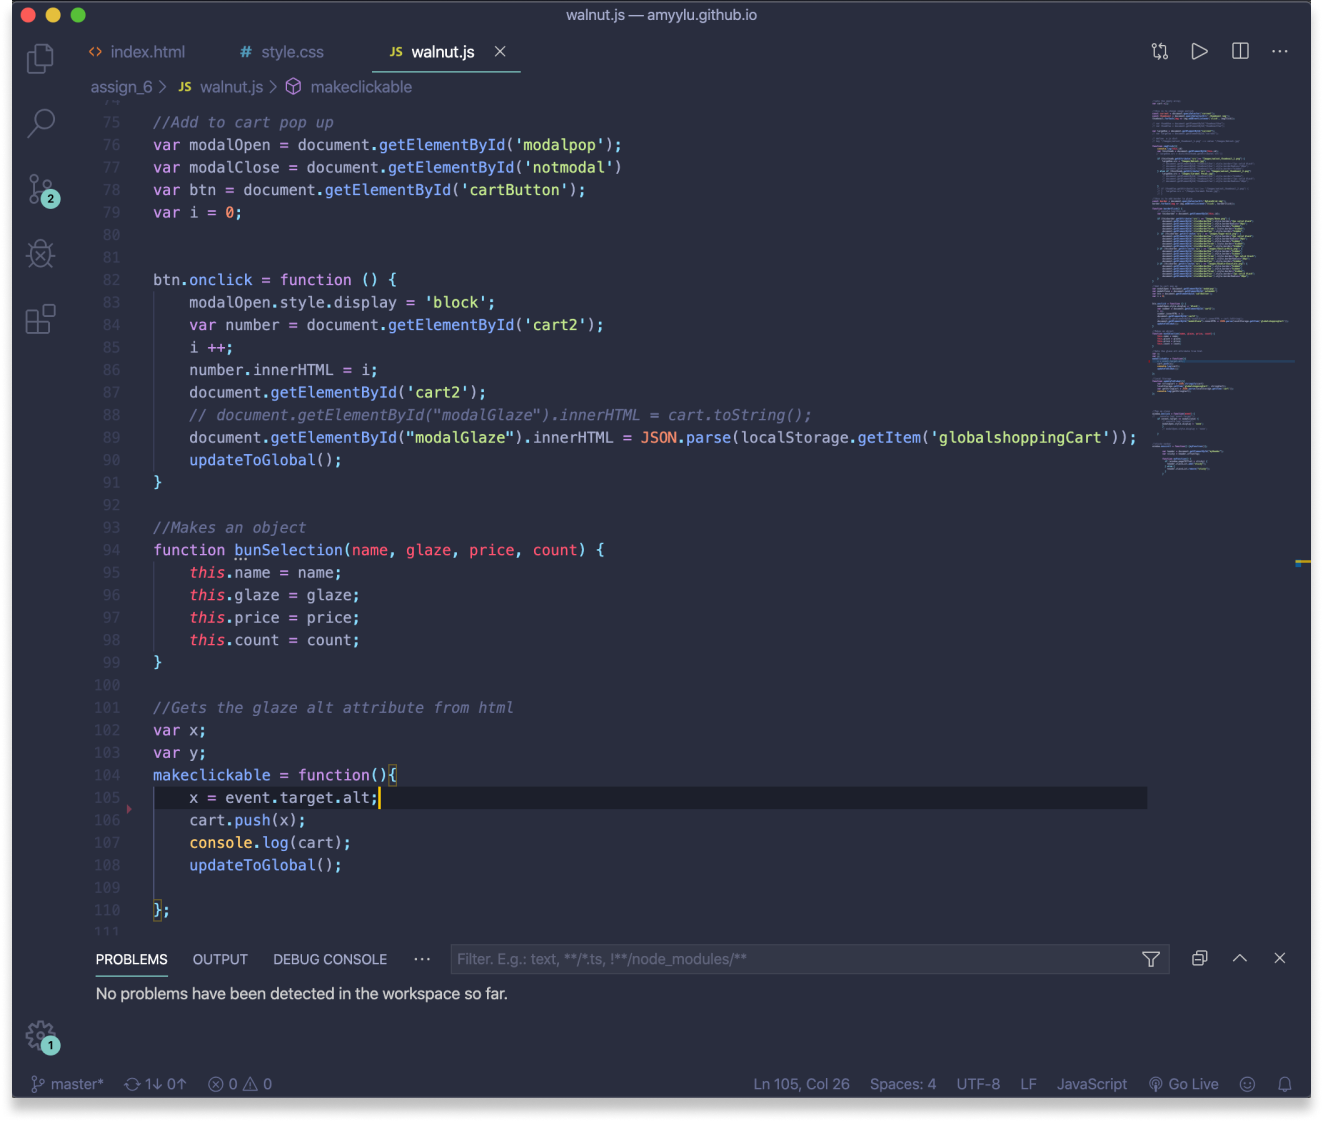 walnut.js — amyylu.github.io
<> index.html # style.css JS walnut.js ×
assign_6 > JS walnut.js > makeclickable
74
75 //Add to cart pop up
76 var modalOpen = document.getElementById('modalpop');
77 var modalClose = document.getElementById('notmodal')
78 var btn = document.getElementById('cartButton');
79 var i = 0;
80
81
82 btn.onclick = function () {
83 modalOpen.style.display = 'block';
84 var number = document.getElementById('cart2');
85 i ++;
86 number.innerHTML = i;
87 document.getElementById('cart2');
88 // document.getElementById("modalGlaze").innerHTML = cart.toString();
89 document.getElementById("modalGlaze").innerHTML = JSON.parse(localStorage.getItem('globalshoppingCart'));
90 updateToGlobal();
91 }
92
93 //Makes an object
94 function bunSelection(name, glaze, price, count) {
95 this.name = name;
96 this.glaze = glaze;
97 this.price = price;
98 this.count = count;
99 }
100
101 //Gets the glaze alt attribute from html
102 var x;
103 var y;
104 makeclickable = function(){
105 x = event.target.alt;
106 cart.push(x);
107 console.log(cart);
108 updateToGlobal();
109
110 };
111
2
PROBLEMS OUTPUT DEBUG CONSOLE ··· Filter. E.g.: text, **/*.ts, !**/node_modules/**
No problems have been detected in the workspace so far.
1
master* 1↓ 0↑ 0 0 Ln 105, Col 26 Spaces: 4 UTF-8 LF JavaScript Go Live